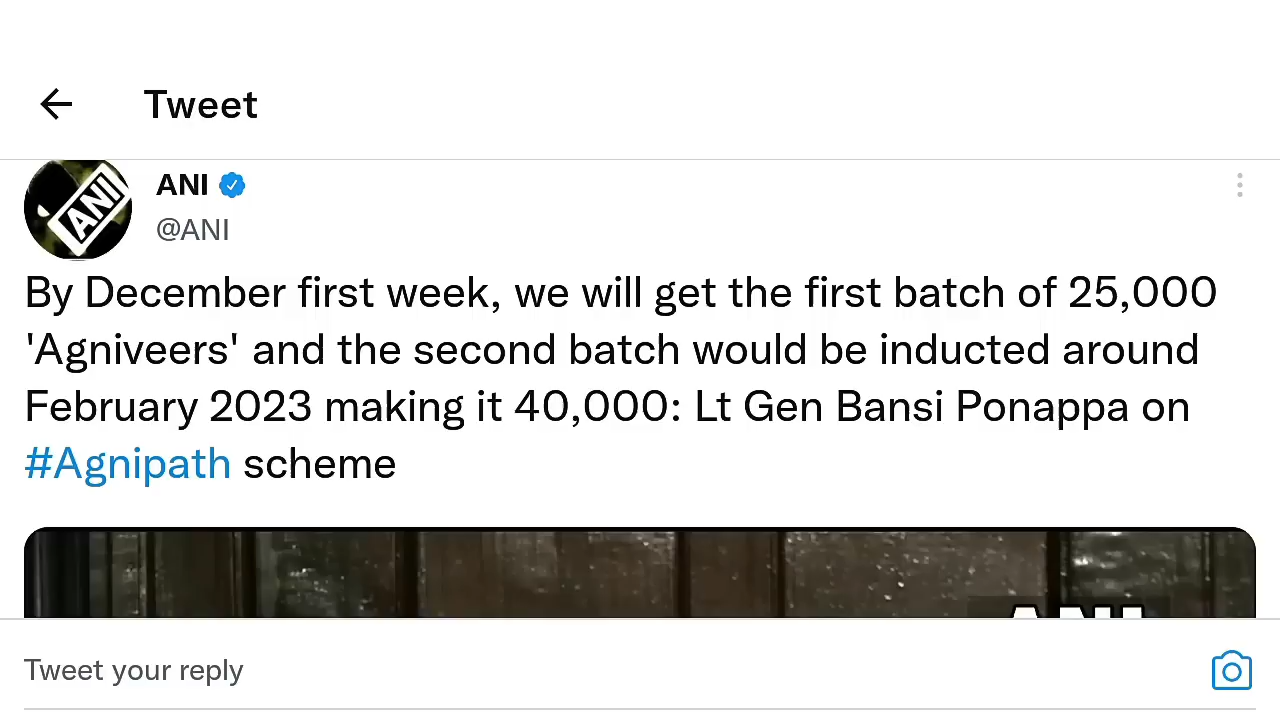 Tweet
ANI
ANI
@ANI
By December first week, we will get the first batch of 25,000
'Agniveers' and the second batch would be inducted around
February 2023 making it 40,000: Lt Gen Bansi Ponappa on
#Agnipath scheme
ANI
Tweet your reply